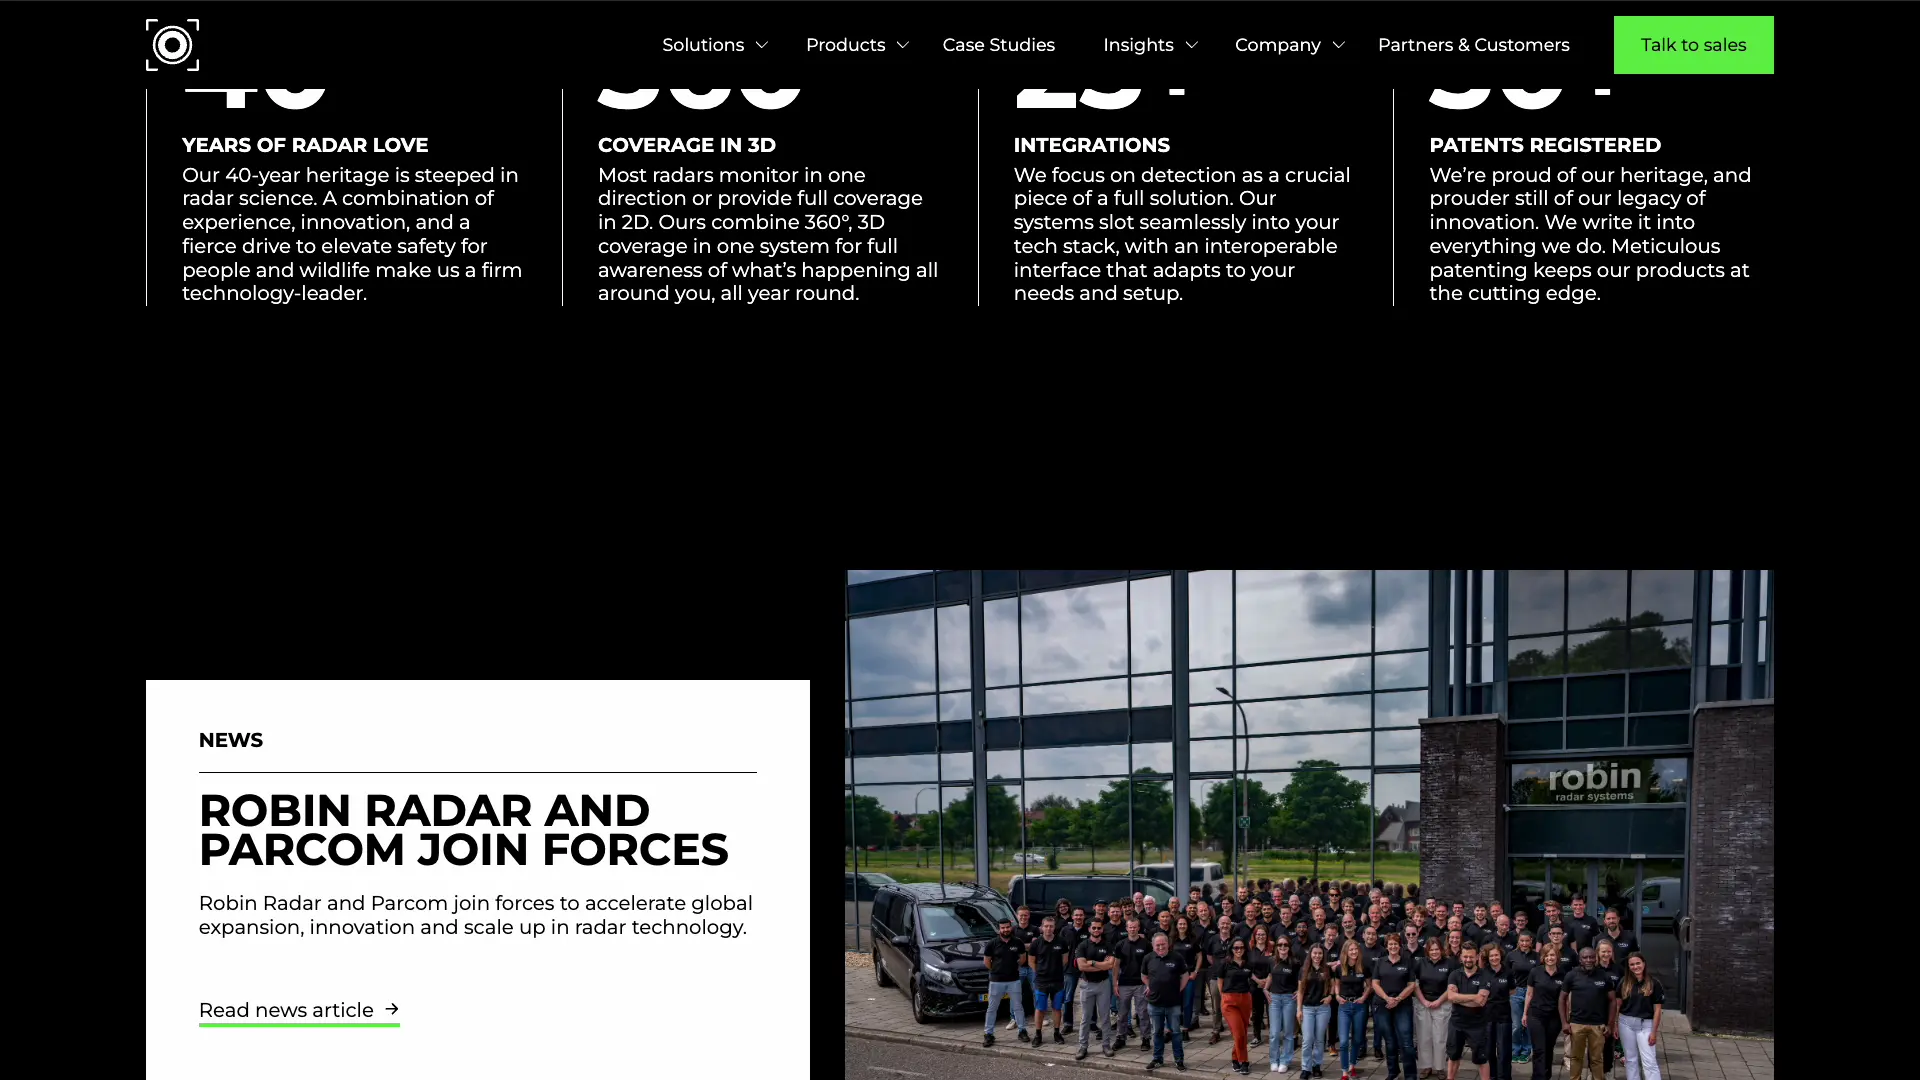 Solutions
Products
Case Studies
Insights
Company
Partners & Customers
Talk to sales
YEARS OF RADAR LOVE
Our 40-year heritage is steeped in
radar science. A combination of
experience, innovation, and a
fierce drive to elevate safety for
people and wildlife make us a firm
technology-leader.
COVERAGE IN 3D
Most radars monitor in one
direction or provide full coverage
in 2D. Ours combine 360°, 3D
coverage in one system for full
awareness of what’s happening all
around you, all year round.
INTEGRATIONS
We focus on detection as a crucial
piece of a full solution. Our
systems slot seamlessly into your
tech stack, with an interoperable
interface that adapts to your
needs and setup.
PATENTS REGISTERED
We’re proud of our heritage, and
prouder still of our legacy of
innovation. We write it into
everything we do. Meticulous
patenting keeps our products at
the cutting edge.
NEWS
ROBIN RADAR AND
PARCOM JOIN FORCES
Robin Radar and Parcom join forces to accelerate global
expansion, innovation and scale up in radar technology.
Read news article
robin
radar systems